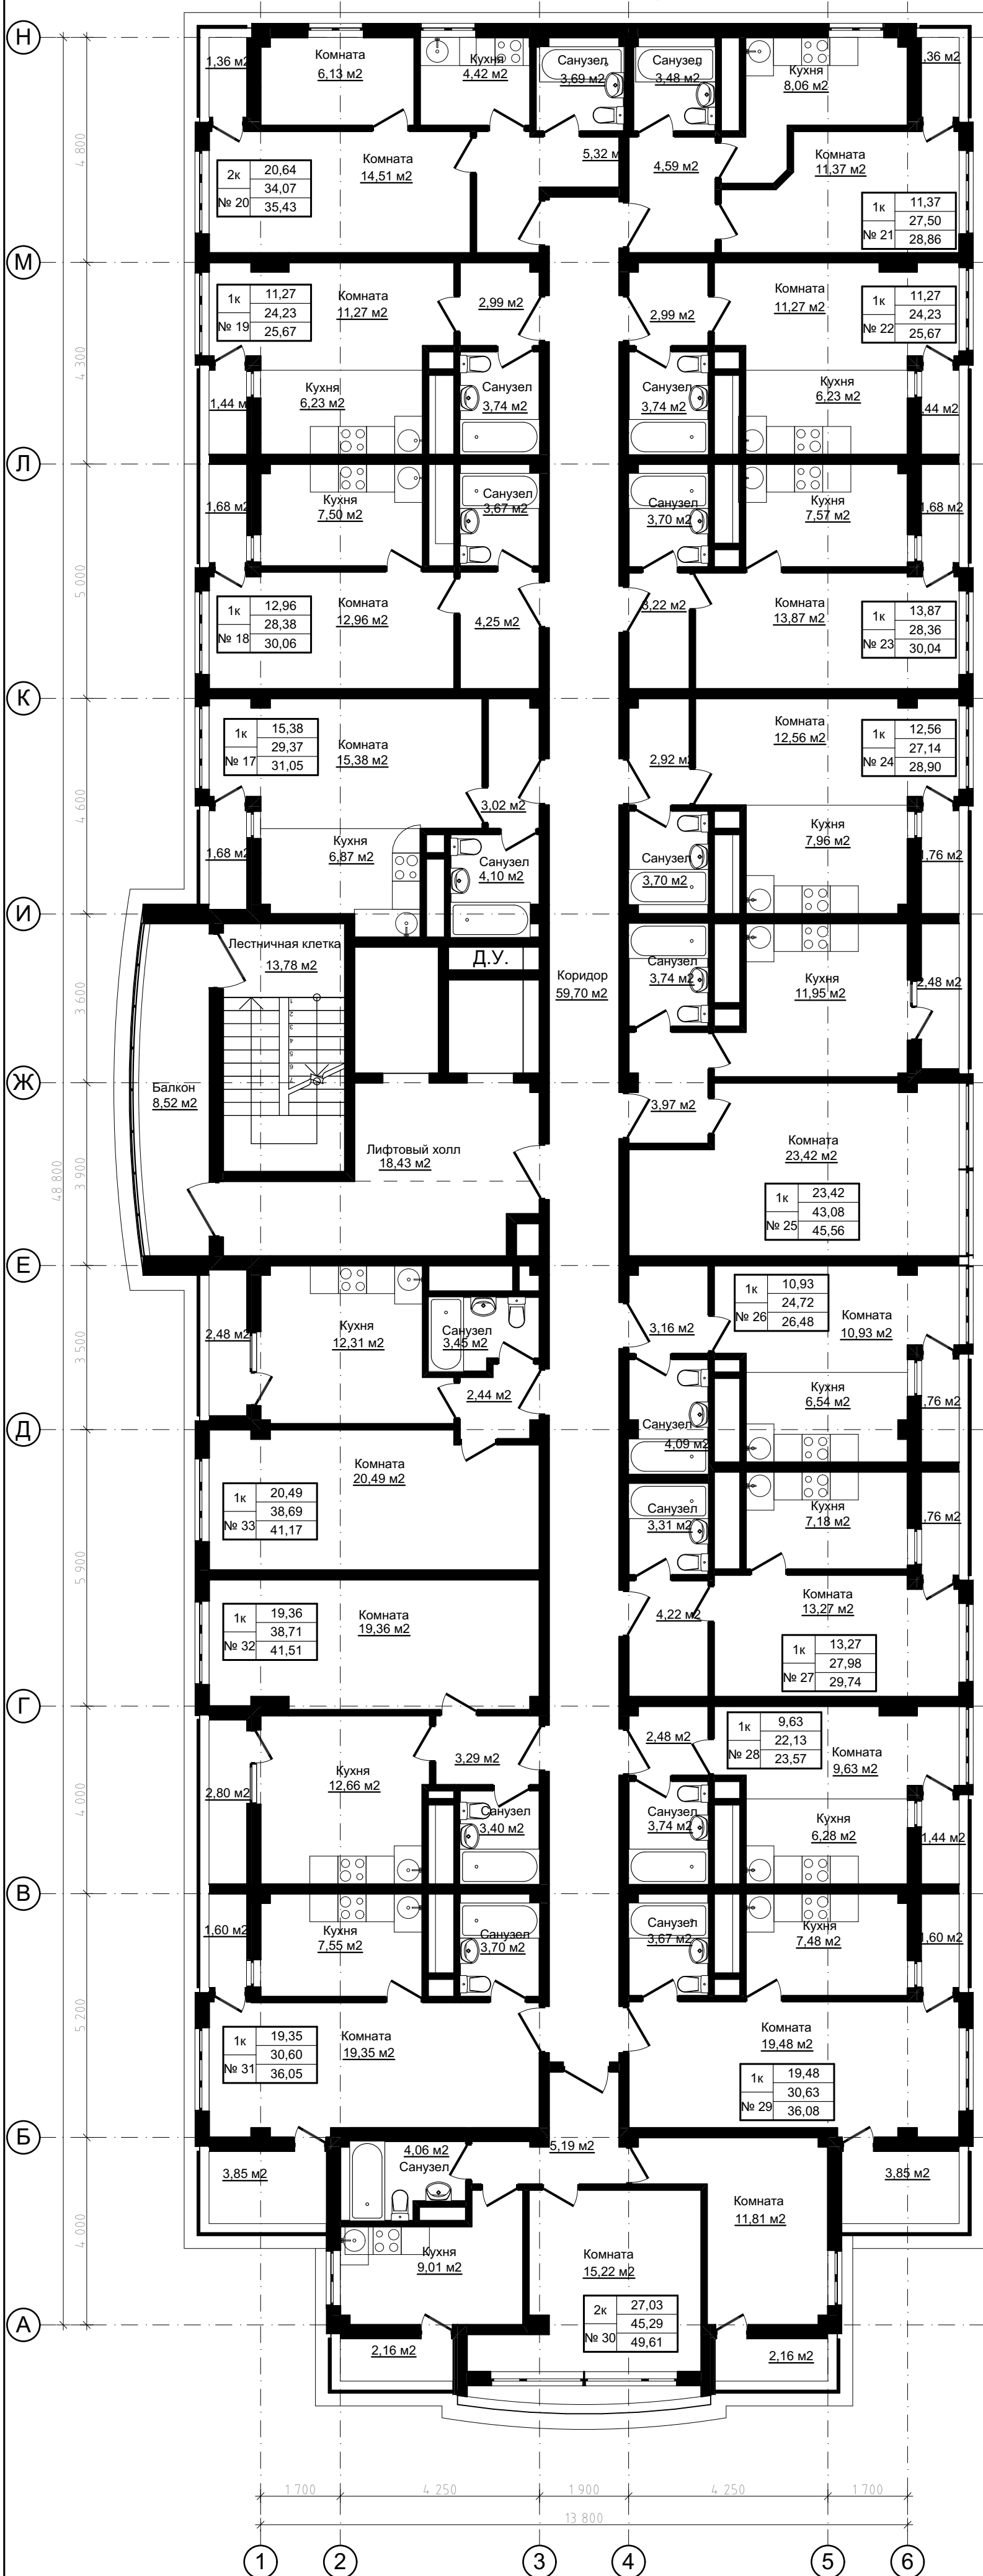 Н
1,36 м2
Комната
6,13 м2
Кухня
4,42 м2
Санузел
3,69 м2
Санузел
3,48 м2
Кухня
8,06 м2
,36 м2
4 800
2к
20,64
34,07
№ 20
35,43
Комната
14,51 м2
5,32 м
4,59 м2
Комната
11,37 м2
1к
11,37
27,50
№ 21
28,86
М
1к
11,27
24,23
№ 19
25,67
Комната
11,27 м2
2,99 м2
2,99 м2
Комната
11,27 м2
1к
11,27
24,23
№ 22
25,67
4 300
1,44 м
Кухня
6,23 м2
Санузел
3,74 м2
Санузел
3,74 м2
Кухня
6,23 м2
,44 м2
Л
1,68 м2
Кухня
7,50 м2
Санузел
3,67 м2
Санузел
3,70 м2
Кухня
7,57 м2
,68 м2
5 000
1к
12,96
28,38
№ 18
30,06
Комната
12,96 м2
4,25 м2
3,22 м2
Комната
13,87 м2
1к
13,87
28,36
№ 23
30,04
К
1к
15,38
29,37
№ 17
31,05
Комната
15,38 м2
3,02 м2
2,92 м2
Комната
12,56 м2
1к
12,56
27,14
№ 24
28,90
4 600
1,68 м2
Кухня
6,87 м2
Санузел
4,10 м2
Санузел
3,70 м2
Кухня
7,96 м2
1,76 м2
И
Лестничная клетка
13,78 м2
Д.У.
Коридор
59,70 м2
Санузел
3,74 м2
Кухня
11,95 м2
2,48 м2
3 600
Ж
Балкон
8,52 м2
3,97 м2
Лифтовый холл
18,43 м2
Комната
23,42 м2
1к
23,42
43,08
№ 25
45,56
3 900
48 800
Е
2,48 м2
Кухня
12,31 м2
Санузел
3,45 м2
2,44 м2
3,16 м2
1к
10,93
24,72
№ 26
26,48
Комната
10,93 м2
3 500
Кухня
6,54 м2
,76 м2
Санузел
4,09 м2
Д
Комната
20,49 м2
1к
20,49
38,69
№ 33
41,17
Санузел
3,31 м2
Кухня
7,18 м2
,76 м2
5 900
1к
19,36
38,71
№ 32
41,51
Комната
19,36 м2
4,22 м2
Комната
13,27 м2
1к
13,27
27,98
№ 27
29,74
Г
2,80 м2
Кухня
12,66 м2
3,29 м2
2,48 м2
1к
9,63
22,13
№ 28
23,57
Комната
9,63 м2
4 000
Санузел
3,40 м2
Санузел
3,74 м2
Кухня
6,28 м2
1,44 м2
В
1,60 м2
Кухня
7,55 м2
Санузел
3,70 м2
Санузел
3,67 м2
Кухня
7,48 м2
,60 м2
5 200
1к
19,35
30,60
№ 31
36,05
Комната
19,35 м2
Комната
19,48 м2
1к
19,48
30,63
№ 29
36,08
Б
3,85 м2
4,06 м2
Санузел
5,19 м2
3,85 м2
4 000
Комната
11,81 м2
Кухня
9,01 м2
Комната
15,22 м2
2к
27,03
45,29
№ 30
49,61
А
2,16 м2
2,16 м2
1 700
4 250
1 900
4 250
1 700
13 800
1
2
3
4
5
6